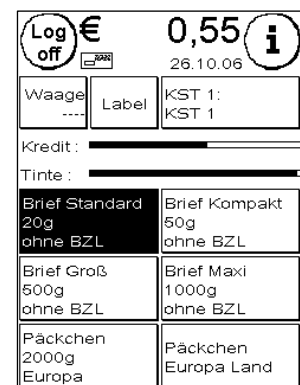 Log off € 0,55 i
26.10.06
Waage ---- Label KST 1: KST 1
Kredit :
Tinte :
Brief Standard
20g
ohne BZL
Brief Kompakt
50g
ohne BZL
Brief Groß
500g
ohne BZL
Brief Maxi
1000g
ohne BZL
Päckchen
2000g
Europa
Päckchen
Europa Land